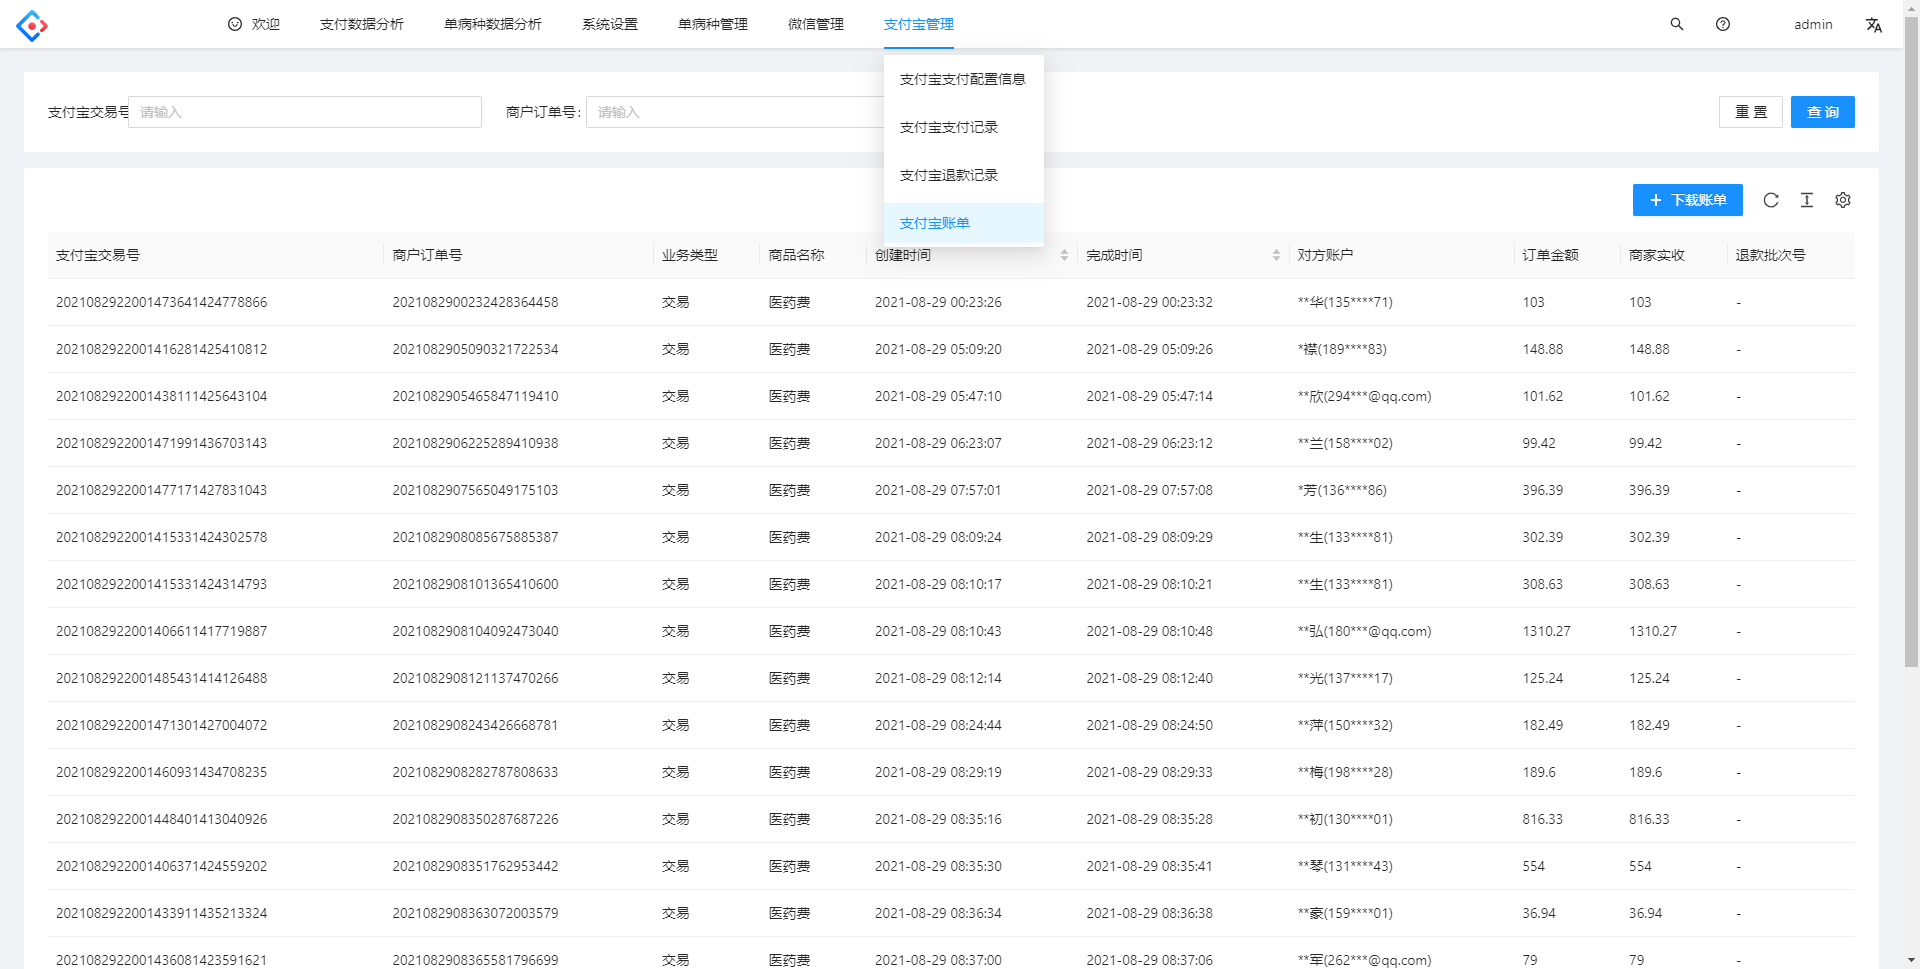 欢迎 支付数据分析 单病种数据分析 系统设置 单病种管理 微信管理 支付宝管理 admin
支付宝支付配置信息
支付宝支付记录
支付宝退款记录
支付宝账单
支付宝交易号 请输入 商户订单号: 请输入 重 置 查 询
+ 下载账单
支付宝交易号 商户订单号 业务类型 商品名称 创建时间 完成时间 对方账户 订单金额 商家实收 退款批次号
2021082922001473641424778866 2021082900232428364458 交易 医药费 2021-08-29 00:23:26 2021-08-29 00:23:32 **华(135****71) 103 103 -
2021082922001416281425410812 2021082905090321722534 交易 医药费 2021-08-29 05:09:20 2021-08-29 05:09:26 *襟(189****83) 148.88 148.88 -
2021082922001438111425643104 2021082905465847119410 交易 医药费 2021-08-29 05:47:10 2021-08-29 05:47:14 **欣(294***@qq.com) 101.62 101.62 -
2021082922001471991436703143 2021082906225289410938 交易 医药费 2021-08-29 06:23:07 2021-08-29 06:23:12 **兰(158****02) 99.42 99.42 -
2021082922001477171427831043 2021082907565049175103 交易 医药费 2021-08-29 07:57:01 2021-08-29 07:57:08 *芳(136****86) 396.39 396.39 -
2021082922001415331424302578 2021082908085675885387 交易 医药费 2021-08-29 08:09:24 2021-08-29 08:09:29 **生(133****81) 302.39 302.39 -
2021082922001415331424314793 2021082908101365410600 交易 医药费 2021-08-29 08:10:17 2021-08-29 08:10:21 **生(133****81) 308.63 308.63 -
2021082922001406611417719887 2021082908104092473040 交易 医药费 2021-08-29 08:10:43 2021-08-29 08:10:48 **弘(180***@qq.com) 1310.27 1310.27 -
2021082922001485431414126488 2021082908121137470266 交易 医药费 2021-08-29 08:12:14 2021-08-29 08:12:40 **光(137****17) 125.24 125.24 -
2021082922001471301427004072 2021082908243426668781 交易 医药费 2021-08-29 08:24:44 2021-08-29 08:24:50 **萍(150****32) 182.49 182.49 -
2021082922001460931434708235 2021082908282787808633 交易 医药费 2021-08-29 08:29:19 2021-08-29 08:29:33 **梅(198****28) 189.6 189.6 -
2021082922001448401413040926 2021082908350287687226 交易 医药费 2021-08-29 08:35:16 2021-08-29 08:35:28 **初(130****01) 816.33 816.33 -
2021082922001406371424559202 2021082908351762953442 交易 医药费 2021-08-29 08:35:30 2021-08-29 08:35:41 **琴(131****43) 554 554 -
2021082922001433911435213324 2021082908363072003579 交易 医药费 2021-08-29 08:36:34 2021-08-29 08:36:38 **豪(159****01) 36.94 36.94 -
2021082922001436081423591621 2021082908365581796699 交易 医药费 2021-08-29 08:37:00 2021-08-29 08:37:06 **军(262***@qq.com) 79 79 -